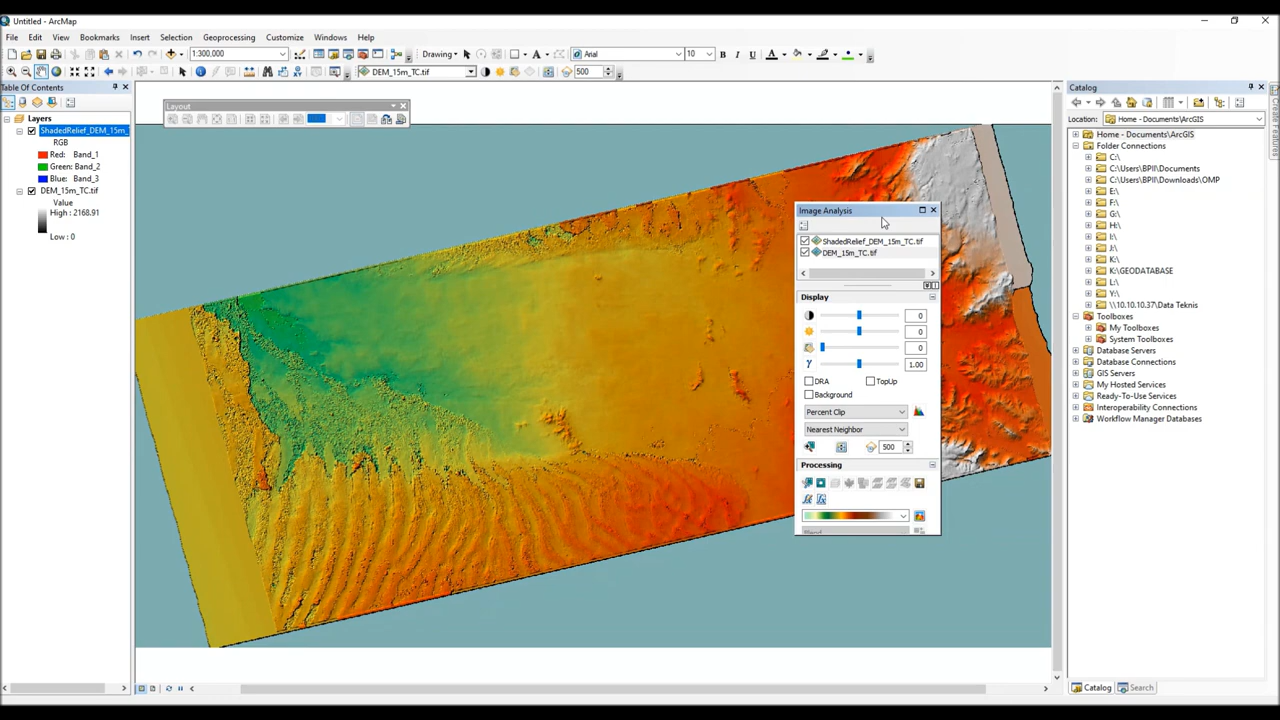 Untitled - ArcMap
File Edit View Bookmarks Insert Selection Geoprocessing Customize Windows Help
1:300,000
Drawing
Arial
10
B I U A
DEM_15m_TC.tif
500
Table Of Contents
Layers
ShadedRelief_DEM_15m_
RGB
Red: Band_1
Green: Band_2
Blue: Band_3
DEM_15m_TC.tif
Value
High : 2168.91
Low : 0
Layout
Image Analysis
ShadedRelief_DEM_15m_TC.tif
DEM_15m_TC.tif
Display
0
0
0
1.00
DRA
TopUp
Background
Percent Clip
Nearest Neighbor
500
Processing
Catalog
Location: Home - Documents\ArcGIS
Home - Documents\ArcGIS
Folder Connections
C:\
C:\Users\BPII\Documents
C:\Users\BPII\Downloads\OMP
E:\
F:\
G:\
H:\
I:\
J:\
K:\
K:\GEODATABASE
L:\
Y:\
\\10.10.10.37\Data Teknis
Toolboxes
My Toolboxes
System Toolboxes
Database Servers
Database Connections
GIS Servers
My Hosted Services
Ready-To-Use Services
Interoperability Connections
Workflow Manager Databases
Catalog Search
Create Features